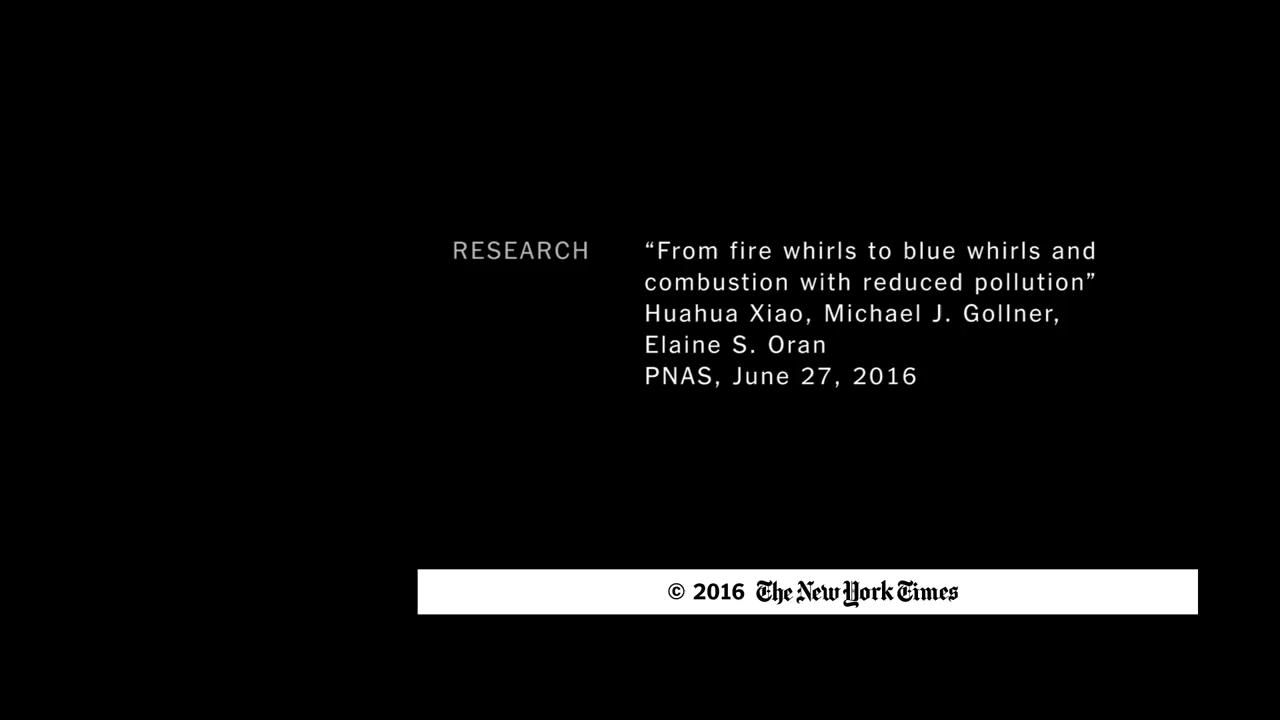 RESEARCH
“From fire whirls to blue whirls and
combustion with reduced pollution”
Huahua Xiao, Michael J. Gollner,
Elaine S. Oran
PNAS, June 27, 2016
© 2016 The New York Times